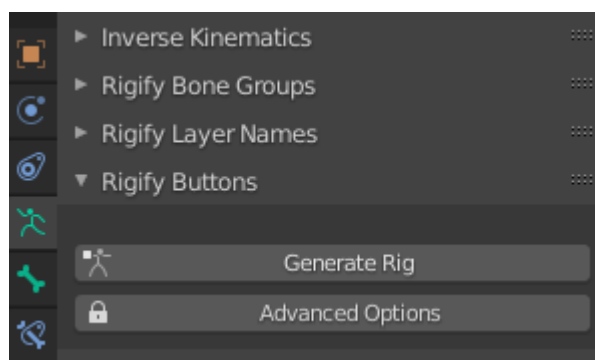 Inverse Kinematics
Rigify Bone Groups
Rigify Layer Names
Rigify Buttons
Generate Rig
Advanced Options